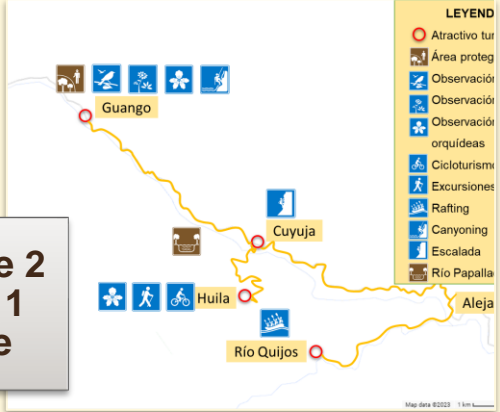 LEYEND
Atractivo tur
Área proteg
Observación
Observación
Observación
orquídeas
Cicloturismo
Excursiones
Rafting
Canyoning
Escalada
Río Papalla
Guango
Cuyuja
Huila
Río Quijos
Aleja
e 2
1
e
Map data ©2023 1 km